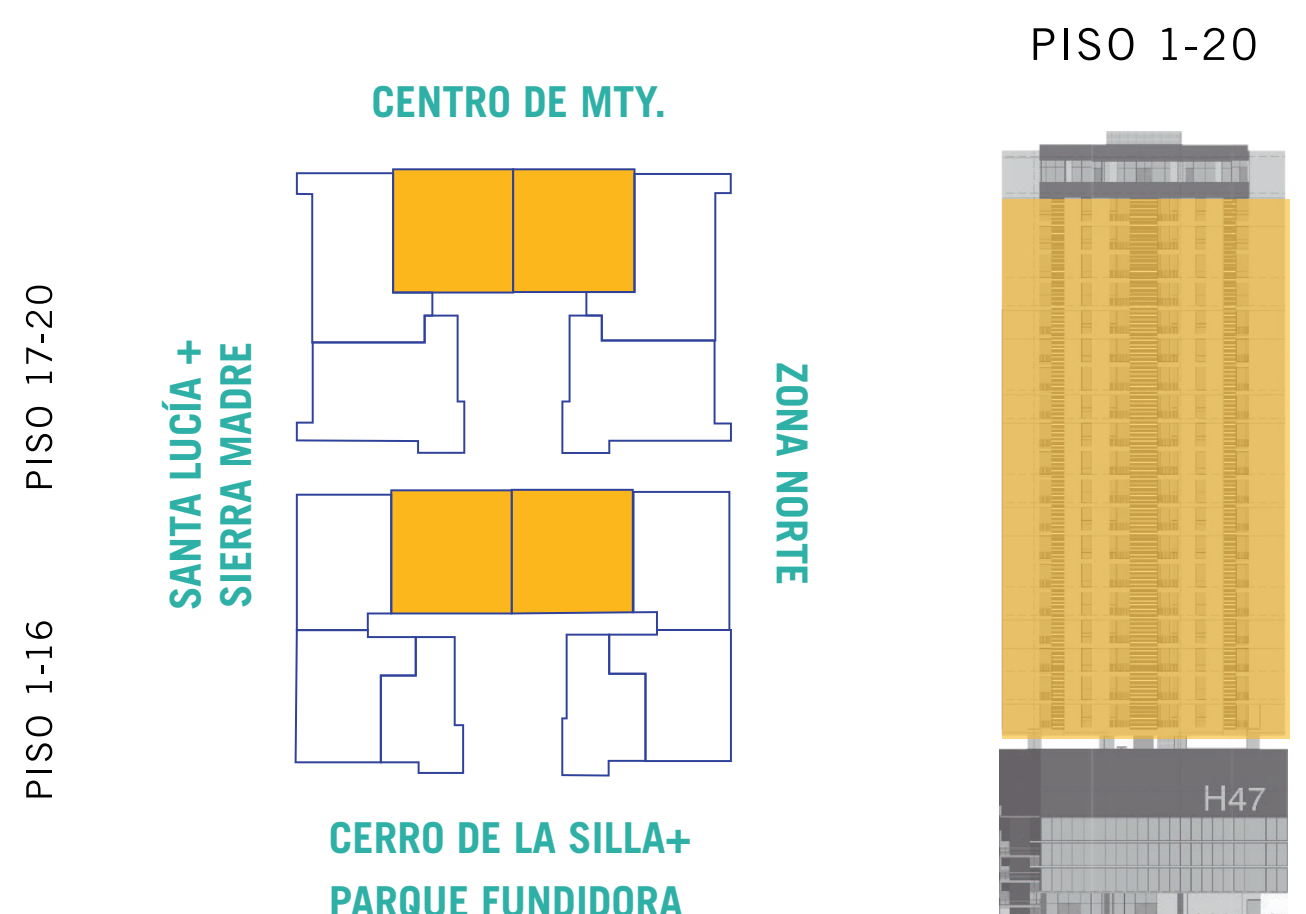 PISO 1-20
CENTRO DE MTY.
PISO 17-20
SANTA LUCÍA +
SIERRA MADRE
ZONA NORTE
PISO 1-16
H47
CERRO DE LA SILLA+
PARQUE FUNDIDORA